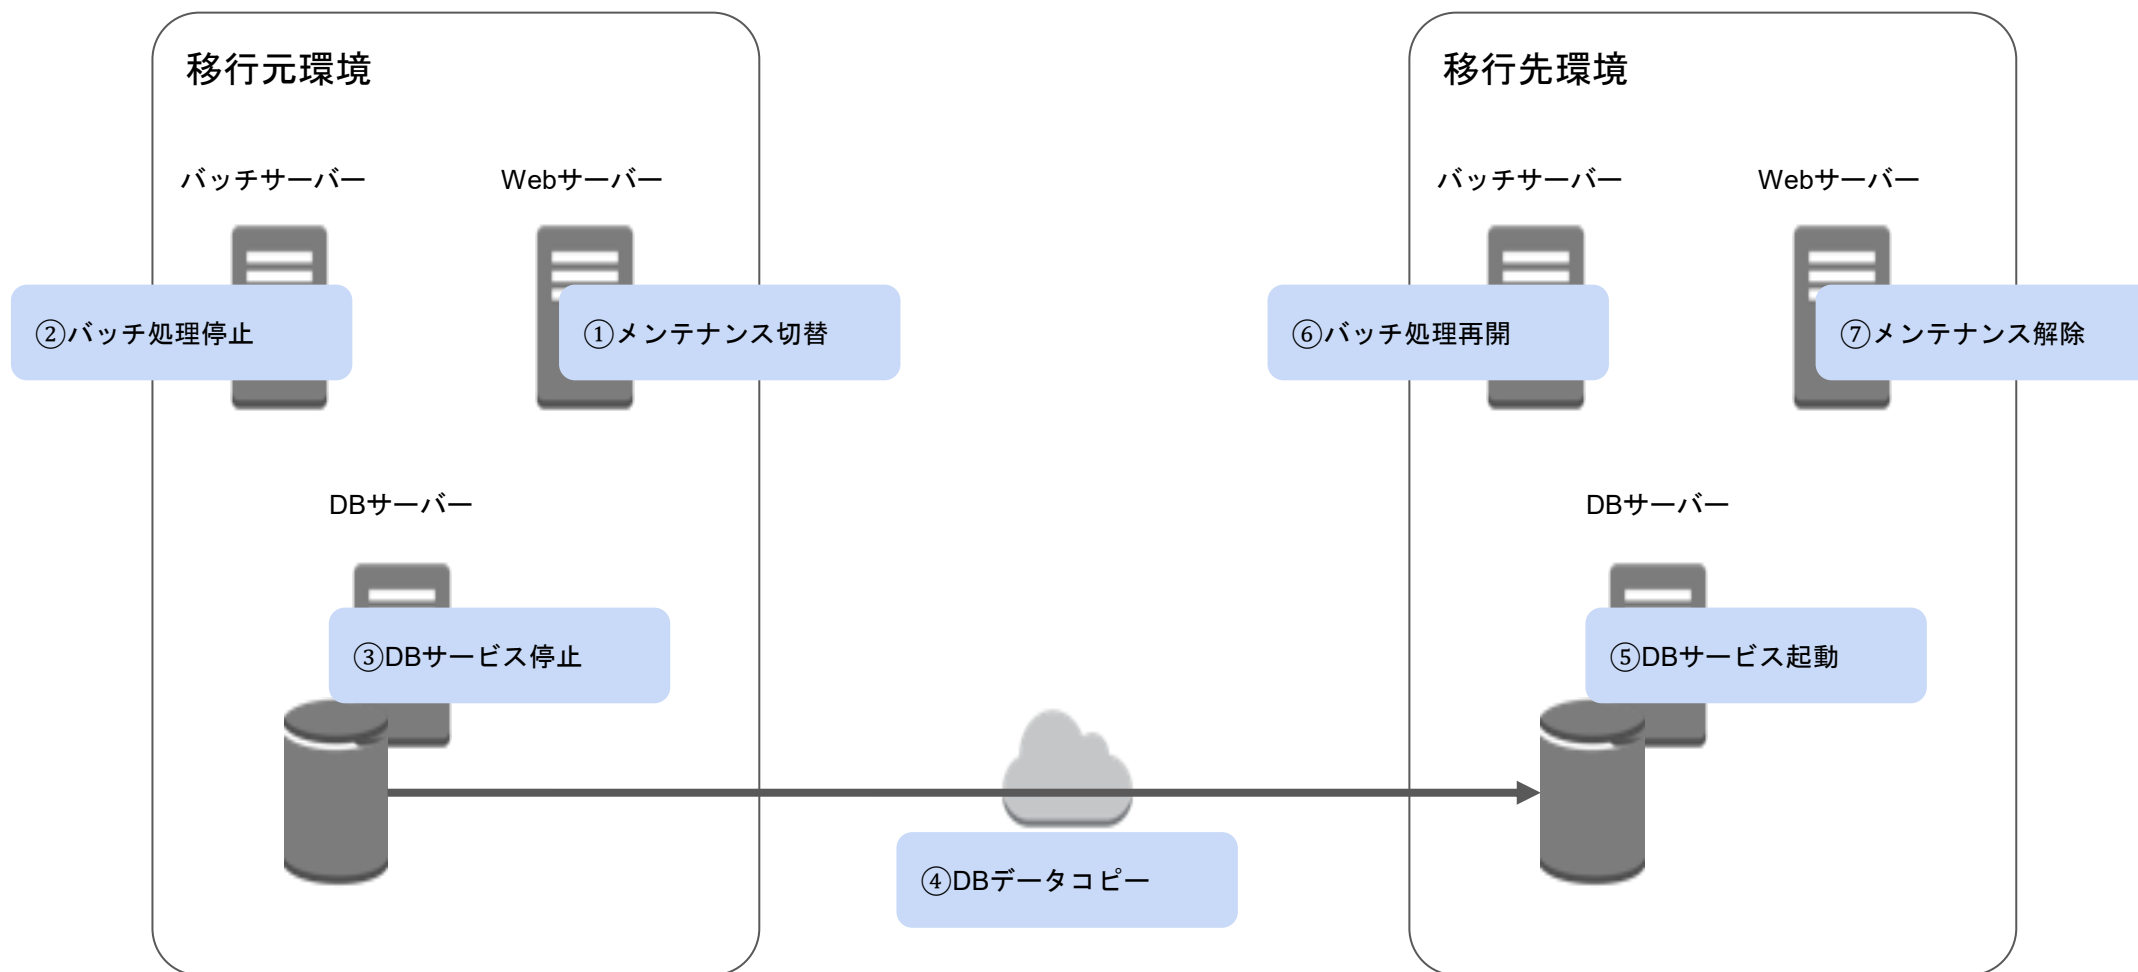 移行元環境
バッチサーバー
Webサーバー
②バッチ処理停止
①メンテナンス切替
DBサーバー
③DBサービス停止
④DBデータコピー
移行先環境
バッチサーバー
Webサーバー
⑥バッチ処理再開
⑦メンテナンス解除
DBサーバー
⑤DBサービス起動